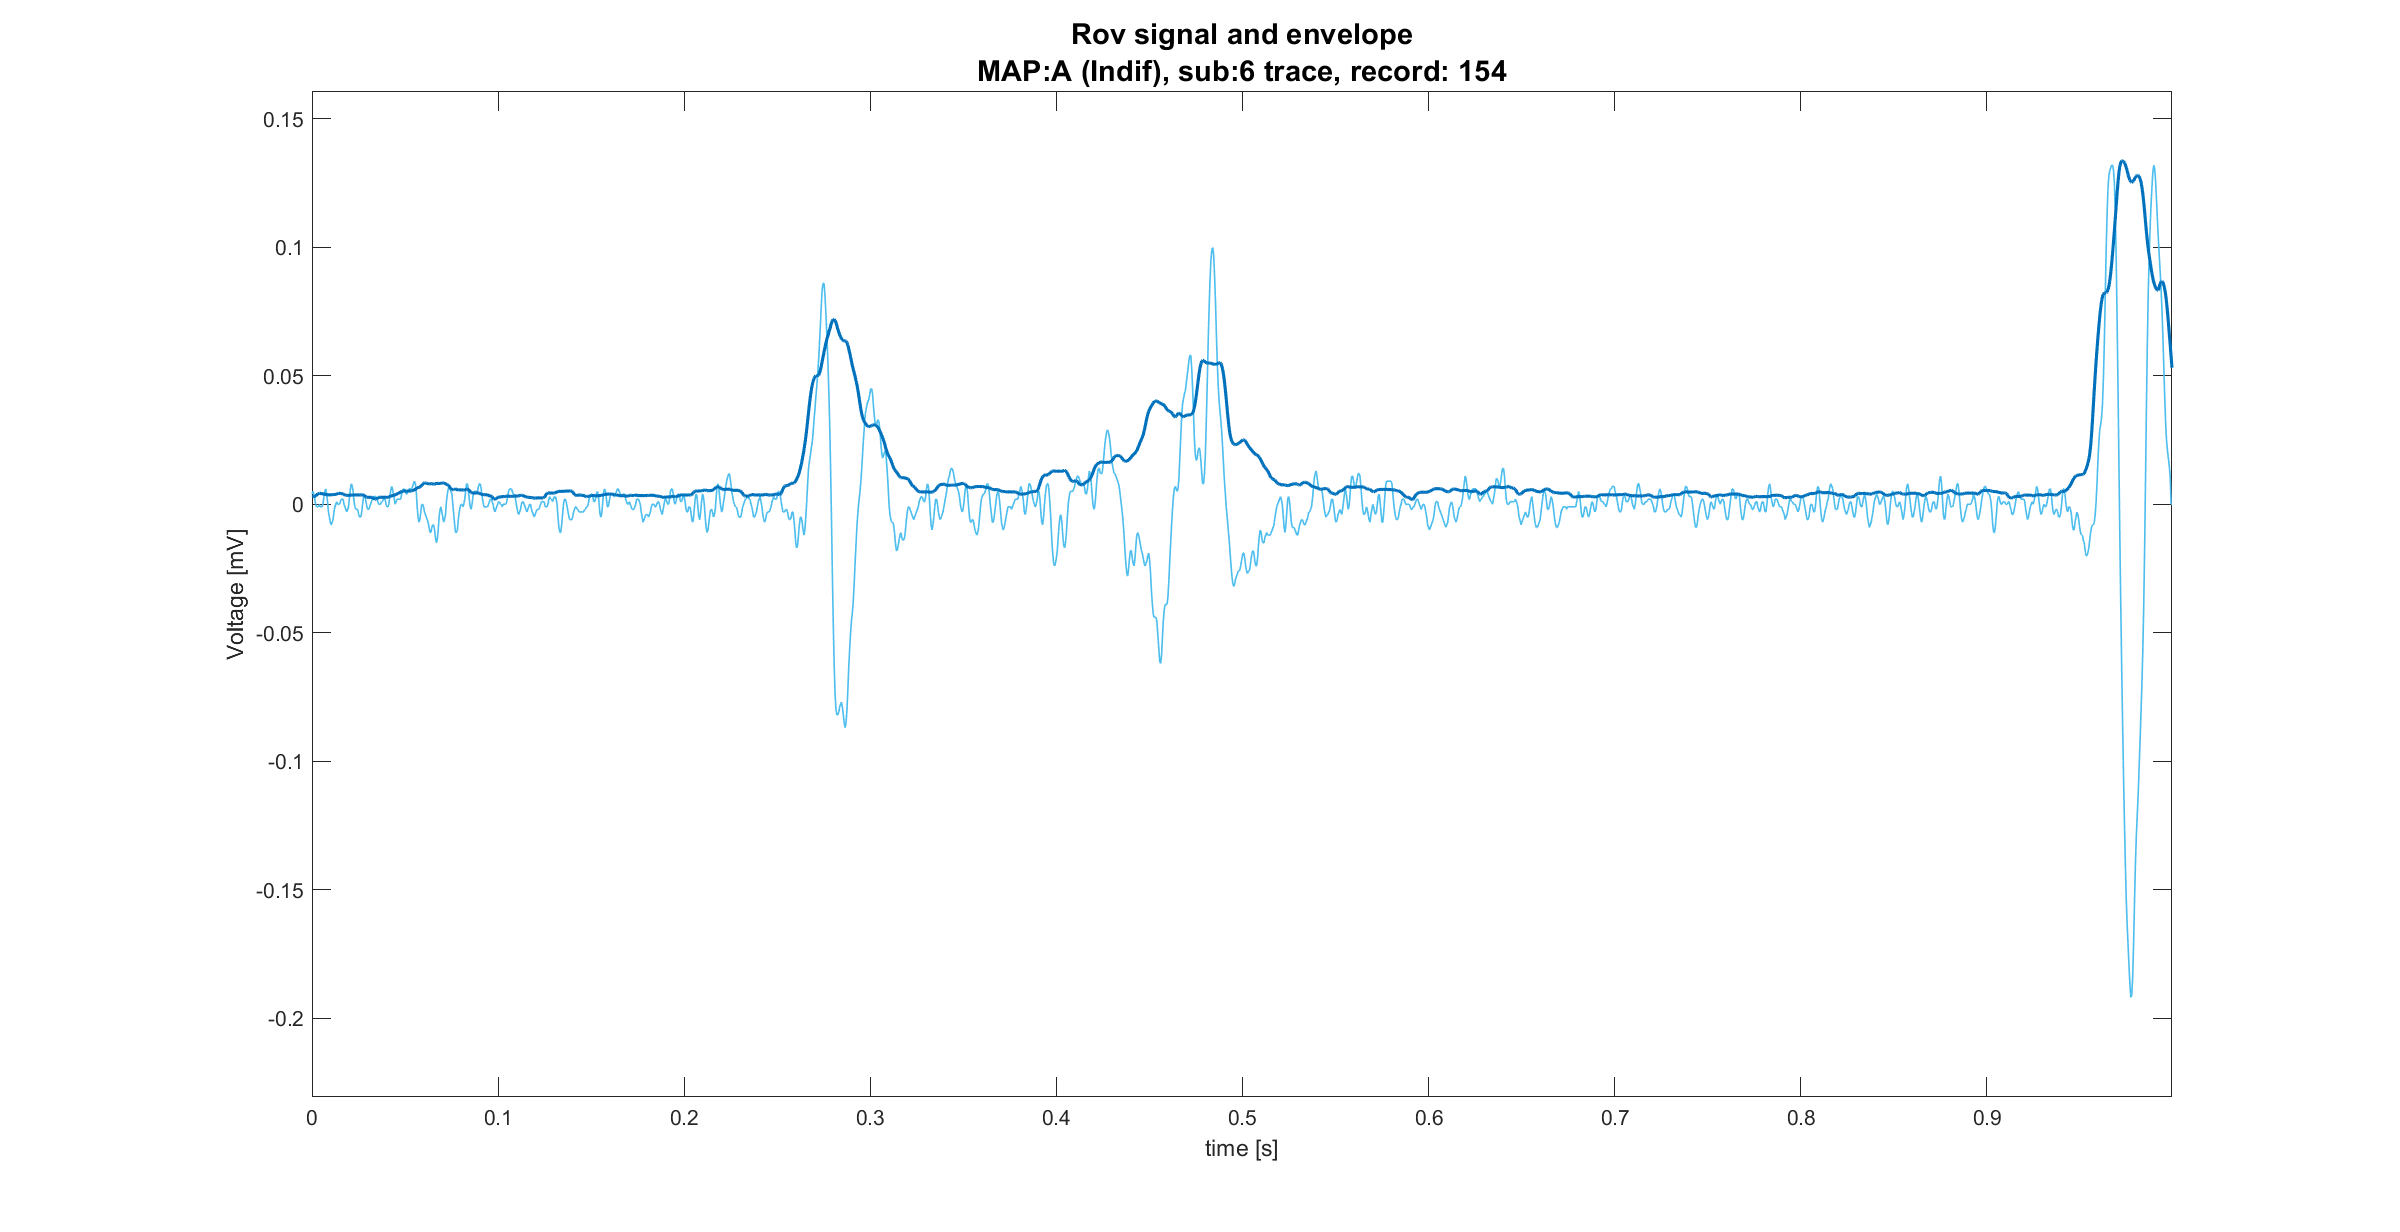 Rov signal and envelope
MAP:A (Indif), sub:6 trace, record: 154
0.15
0.1
0.05
0
-0.05
-0.1
-0.15
-0.2
Voltage [mV]
0 0.1 0.2 0.3 0.4 0.5 0.6 0.7 0.8 0.9
time [s]